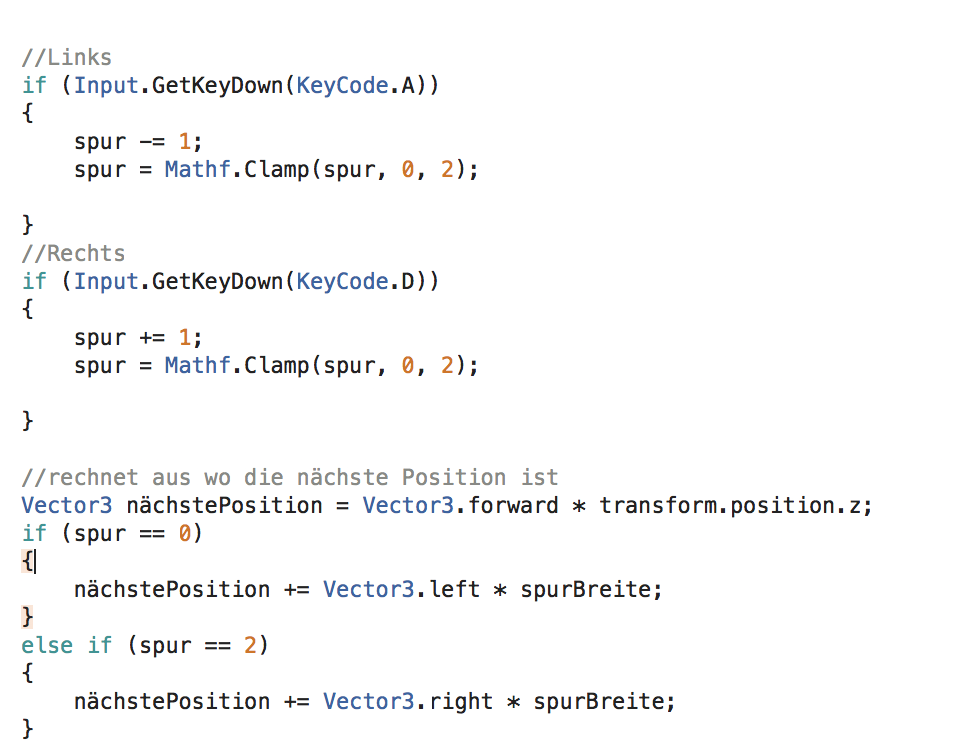 //Links
if (Input.GetKeyDown(KeyCode.A))
{
    spur -= 1;
    spur = Mathf.Clamp(spur, 0, 2);
}
//Rechts
if (Input.GetKeyDown(KeyCode.D))
{
    spur += 1;
    spur = Mathf.Clamp(spur, 0, 2);
}
//rechnet aus wo die nächste Position ist
Vector3 nächstePosition = Vector3.forward * transform.position.z;
if (spur == 0)
{
    nächstePosition += Vector3.left * spurBreite;
}
else if (spur == 2)
{
    nächstePosition += Vector3.right * spurBreite;
}